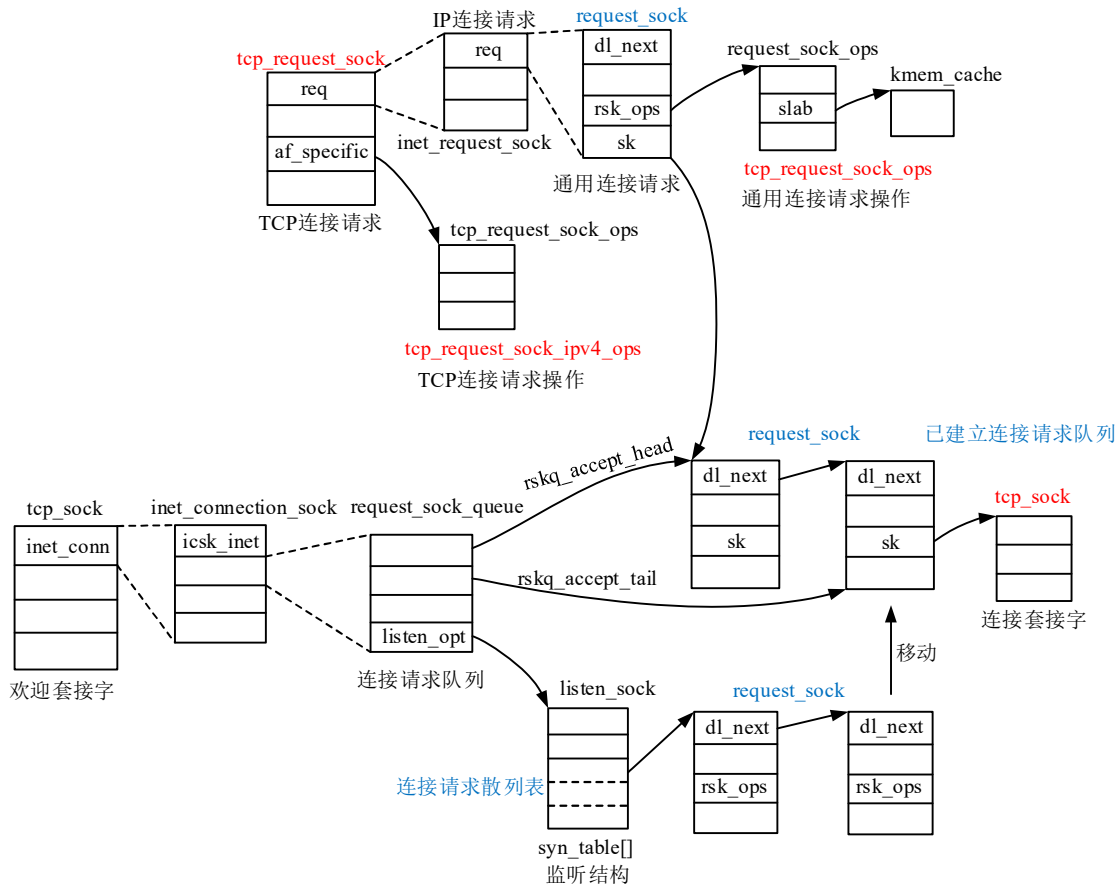 IP连接请求
request_sock
tcp_request_sock
req
dl_next
request_sock_ops
kmem_cache
req
rsk_ops
slab
af_specific
inet_request_sock
sk
通用连接请求
tcp_request_sock_ops
通用连接请求操作
TCP连接请求
tcp_request_sock_ops
tcp_request_sock_ipv4_ops
TCP连接请求操作
rskq_accept_head
request_sock
已建立连接请求队列
dl_next
dl_next
tcp_sock
inet_connection_sock
request_sock_queue
tcp_sock
inet_conn
icsk_inet
sk
sk
rskq_accept_tail
listen_opt
连接套接字
欢迎套接字
连接请求队列
移动
listen_sock
request_sock
dl_next
dl_next
连接请求散列表
rsk_ops
rsk_ops
syn_table[]
监听结构